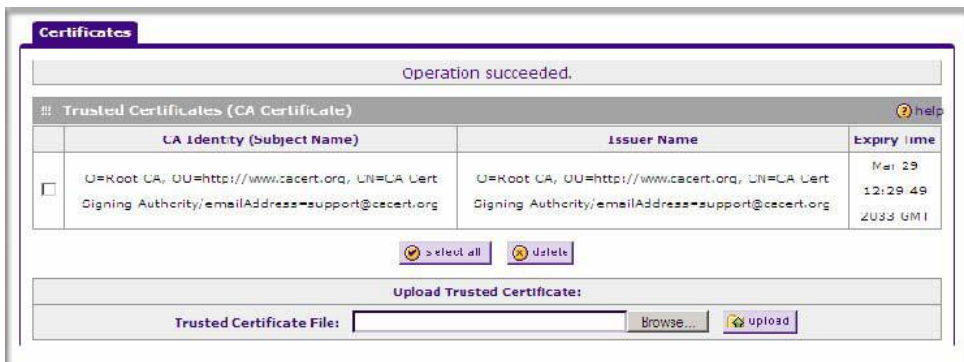 Certificates
Operation succeeded.
Trusted Certificates (CA Certificate)
help
CA Identity (Subject Name) Issuer Name Expiry Time
O=Root CA, OU=http://www.cacert.org, CN=CA Cert Signing Authority/emailAddress=support@cacert.org
O=Root CA, OU=http://www.cacert.org, CN=CA Cert Signing Authority/emailAddress=support@cacert.org
Mar 29 12:29:49 2033 GMT
select all delete
Upload Trusted Certificate:
Trusted Certificate File: Browse... upload